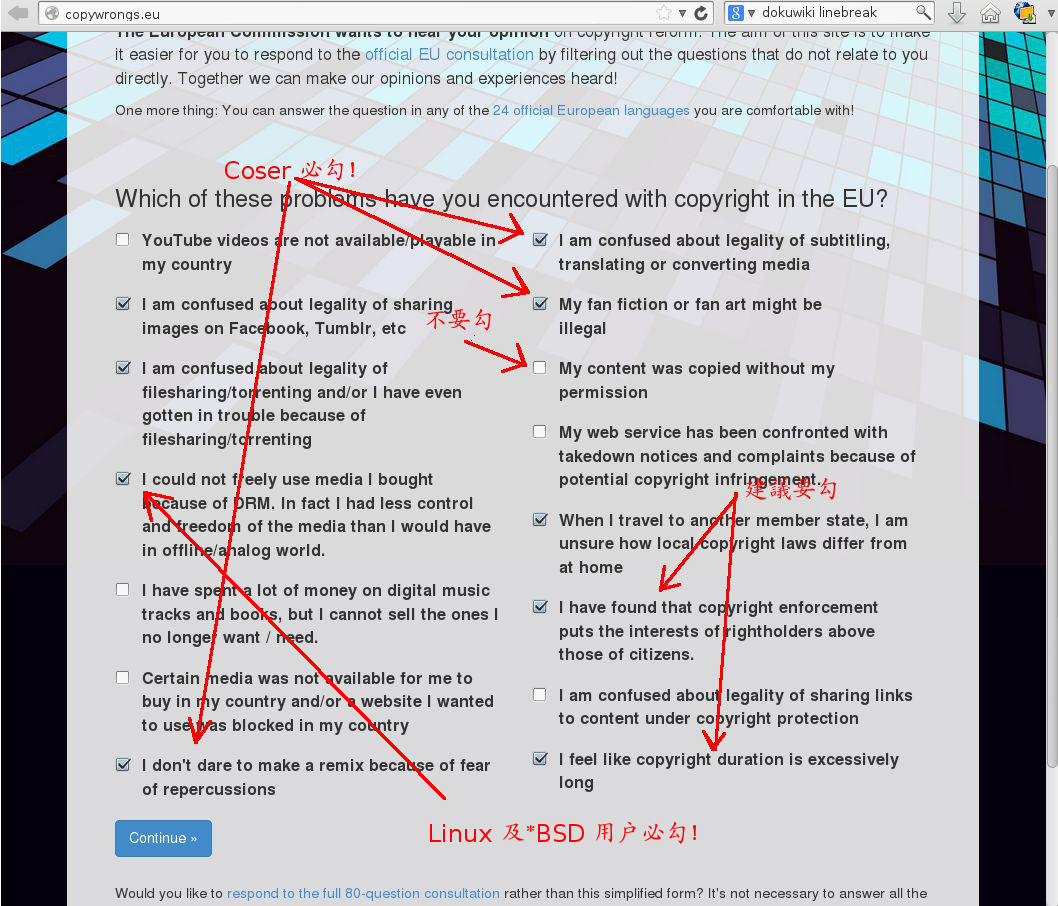 copywrongs.eu
dokuwiki linebreak
The European Commission wants to hear your opinion on copyright reform. The aim of this site is to make
it easier for you to respond to the official EU consultation by filtering out the questions that do not relate to you
directly. Together we can make our opinions and experiences heard!
One more thing: You can answer the question in any of the 24 official European languages you are comfortable with!
Coser 必勾!
Which of these problems have you encountered with copyright in the EU?
YouTube videos are not available/playable in
my country
I am confused about legality of sharing
images on Facebook, Tumblr, etc
I am confused about legality of
filesharing/torrenting and/or I have even
gotten in trouble because of
filesharing/torrenting
I could not freely use media I bought
because of DRM. In fact I had less control
and freedom of the media than I would have
in offline/analog world.
I have spent a lot of money on digital music
tracks and books, but I cannot sell the ones I
no longer want / need.
Certain media was not available for me to
buy in my country and/or a website I wanted
to use was blocked in my country
I don't dare to make a remix because of fear
of repercussions
I am confused about legality of subtitling,
translating or converting media
My fan fiction or fan art might be
illegal
不要勾
My content was copied without my
permission
My web service has been confronted with
takedown notices and complaints because of
potential copyright infringement.
建議要勾
When I travel to another member state, I am
unsure how local copyright laws differ from
at home
I have found that copyright enforcement
puts the interests of rightholders above
those of citizens.
I am confused about legality of sharing links
to content under copyright protection
I feel like copyright duration is excessively
long
Continue »
Linux 及*BSD 用户必勾!
Would you like to respond to the full 80-question consultation rather than this simplified form? It's not necessary to answer all the